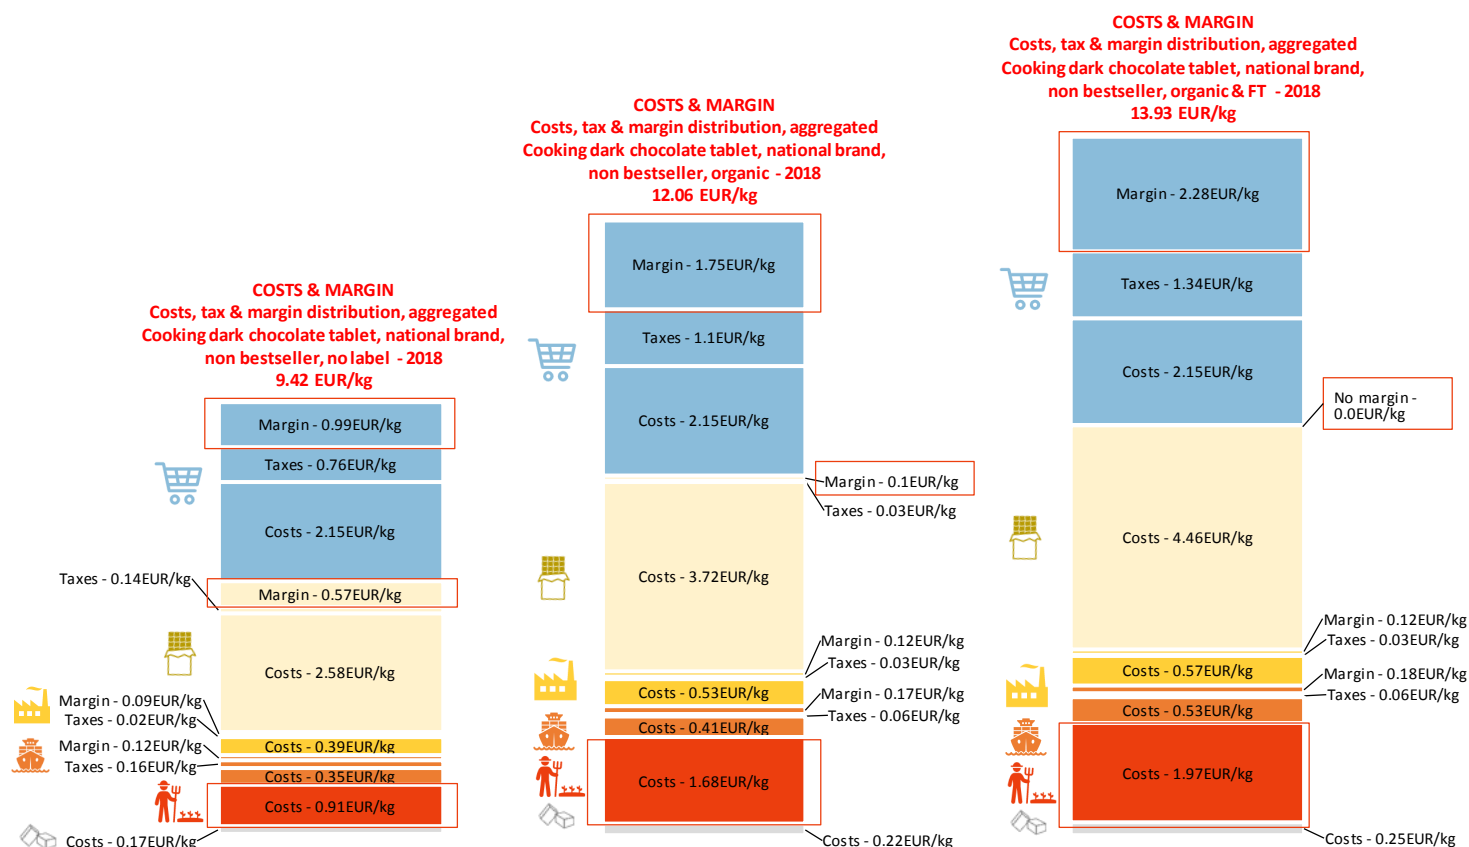 COSTS & MARGIN
Costs, tax & margin distribution, aggregated
Cooking dark chocolate tablet, national brand,
non bestseller, no label - 2018
9.42 EUR/kg
Margin - 0.99EUR/kg
Taxes - 0.76EUR/kg
Costs - 2.15EUR/kg
Taxes - 0.14EUR/kg
Margin - 0.57EUR/kg
Costs - 2.58EUR/kg
Margin - 0.09EUR/kg
Taxes - 0.02EUR/kg
Costs - 0.39EUR/kg
Margin - 0.12EUR/kg
Taxes - 0.16EUR/kg
Costs - 0.35EUR/kg
Costs - 0.91EUR/kg
Costs - 0.17EUR/kg
COSTS & MARGIN
Costs, tax & margin distribution, aggregated
Cooking dark chocolate tablet, national brand,
non bestseller, organic - 2018
12.06 EUR/kg
Margin - 1.75EUR/kg
Taxes - 1.1EUR/kg
Costs - 2.15EUR/kg
Margin - 0.1EUR/kg
Taxes - 0.03EUR/kg
Costs - 3.72EUR/kg
Margin - 0.12EUR/kg
Taxes - 0.03EUR/kg
Costs - 0.53EUR/kg
Margin - 0.17EUR/kg
Taxes - 0.06EUR/kg
Costs - 0.41EUR/kg
Costs - 1.68EUR/kg
Costs - 0.22EUR/kg
COSTS & MARGIN
Costs, tax & margin distribution, aggregated
Cooking dark chocolate tablet, national brand,
non bestseller, organic & FT - 2018
13.93 EUR/kg
Margin - 2.28EUR/kg
Taxes - 1.34EUR/kg
Costs - 2.15EUR/kg
No margin -
0.0EUR/kg
Costs - 4.46EUR/kg
Margin - 0.12EUR/kg
Taxes - 0.03EUR/kg
Costs - 0.57EUR/kg
Margin - 0.18EUR/kg
Taxes - 0.06EUR/kg
Costs - 0.53EUR/kg
Costs - 1.97EUR/kg
Costs - 0.25EUR/kg